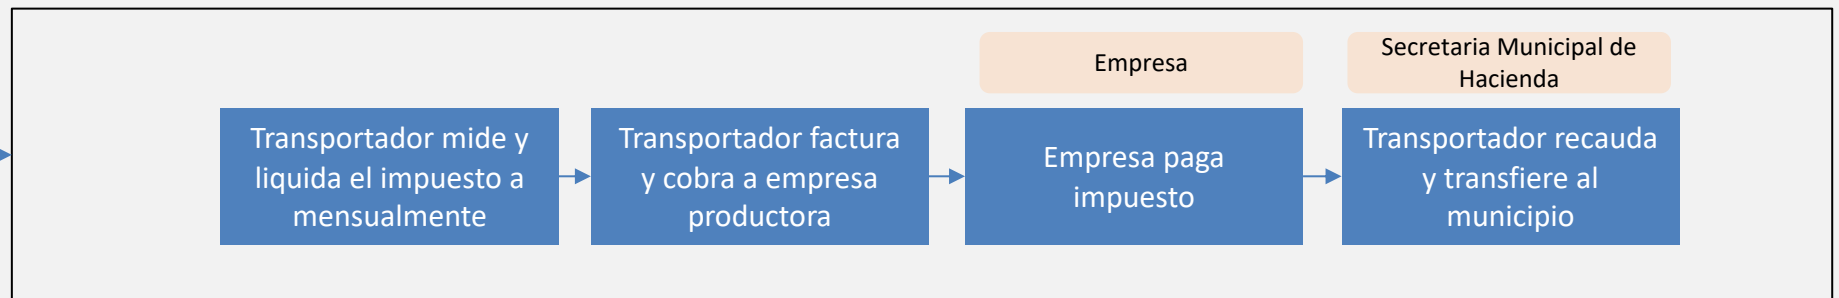 Empresa
Secretaria Municipal de
Hacienda
Transportador mide y
liquida el impuesto a
mensualmente
Transportador factura
y cobra a empresa
productora
Empresa paga
impuesto
Transportador recauda
y transfiere al
municipio